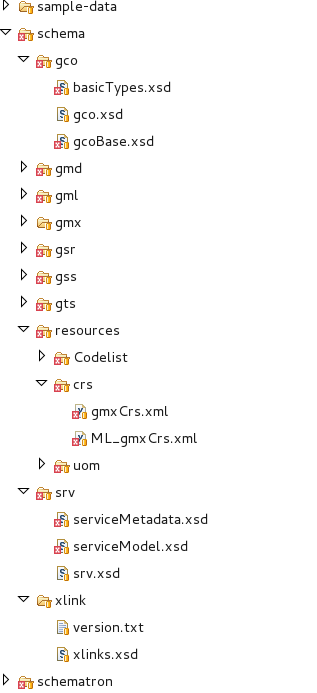 sample-data
schema
gco
basicTypes.xsd
gco.xsd
gcoBase.xsd
gmd
gml
gmx
gsr
gss
gts
resources
Codelist
crs
gmxCrs.xml
ML_gmxCrs.xml
uom
srv
serviceMetadata.xsd
serviceModel.xsd
srv.xsd
xlink
version.txt
xlinks.xsd
schematron